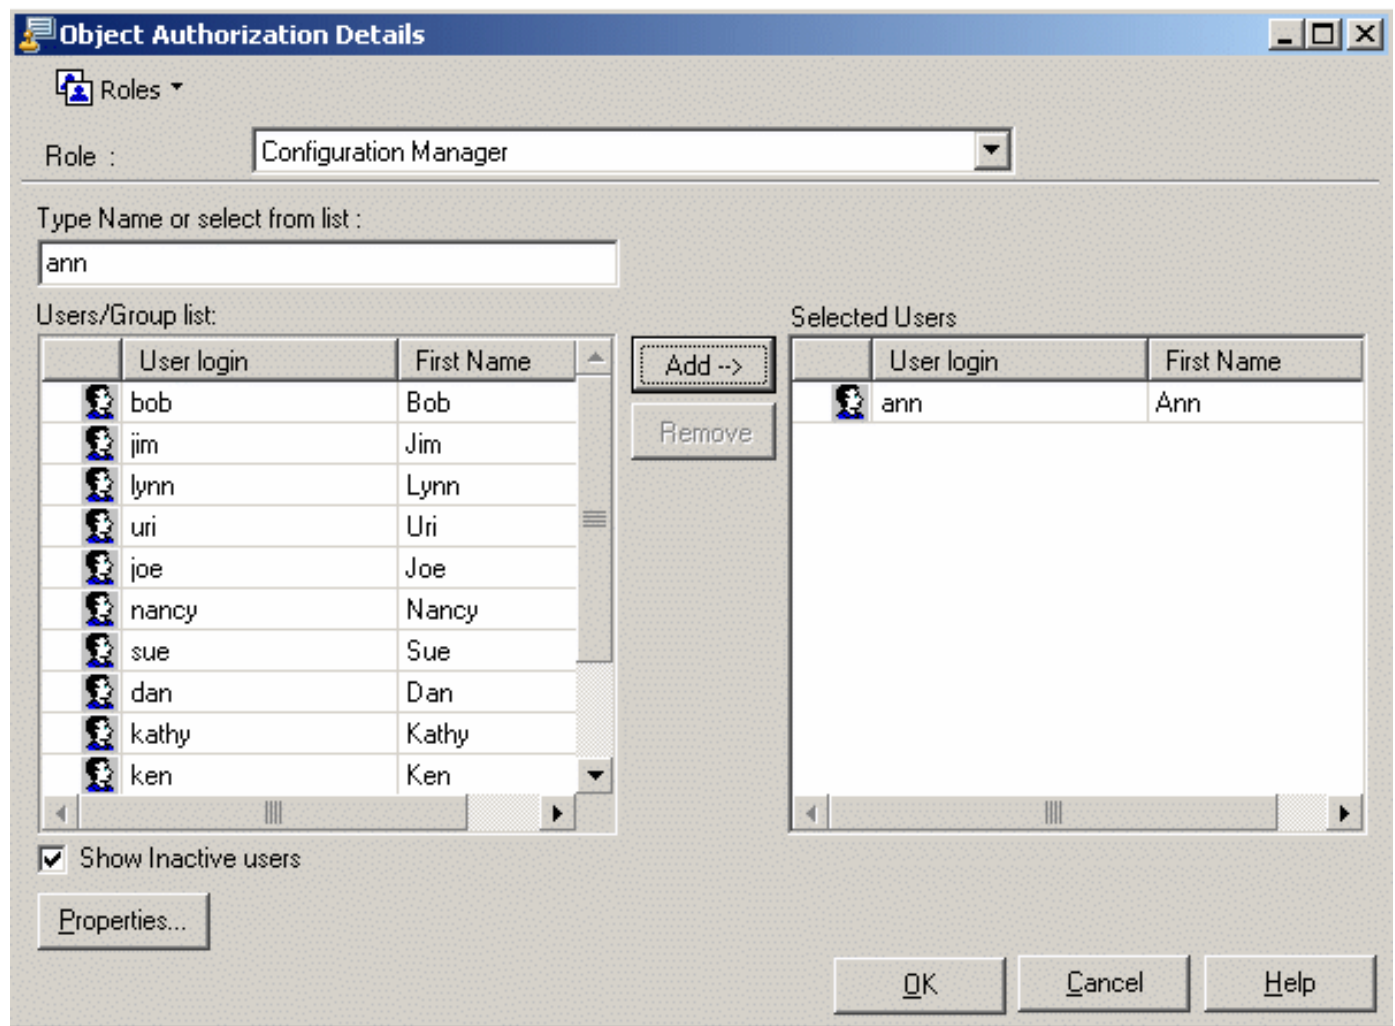 Object Authorization Details
Roles
Role :
Configuration Manager
Type Name or select from list :
ann
Users/Group list:
User login First Name
bob Bob
jim Jim
lynn Lynn
uri Uri
joe Joe
nancy Nancy
sue Sue
dan Dan
kathy Kathy
ken Ken
Add -->
Remove
Selected Users
User login First Name
ann Ann
Show Inactive users
Properties...
OK Cancel Help